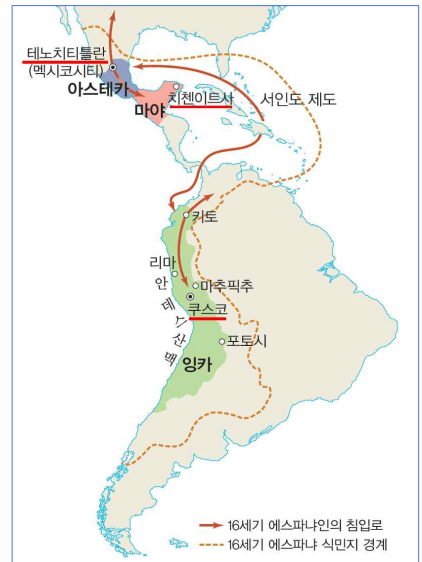 테노치티틀란
(멕시코시티)
아스테카
마야
치첸이트사
서인도 제도
키토
리마
마추픽추
쿠스코
안데스 산맥
포토시
잉카
16세기 에스파냐인의 침입로
16세기 에스파냐 식민지 경계